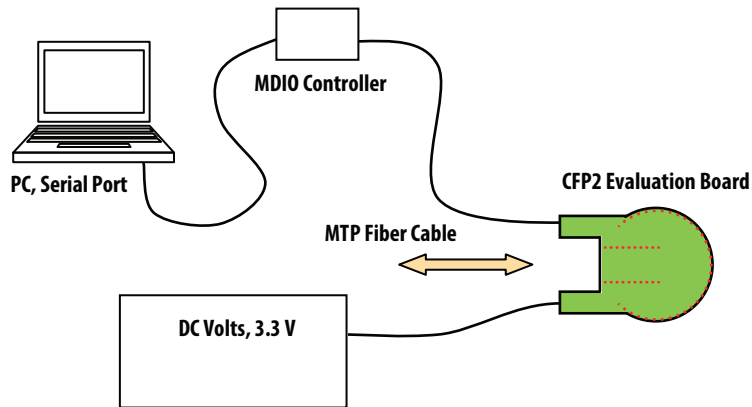 MDIO Controller
PC, Serial Port
CFP2 Evaluation Board
MTP Fiber Cable
DC Volts, 3.3 V